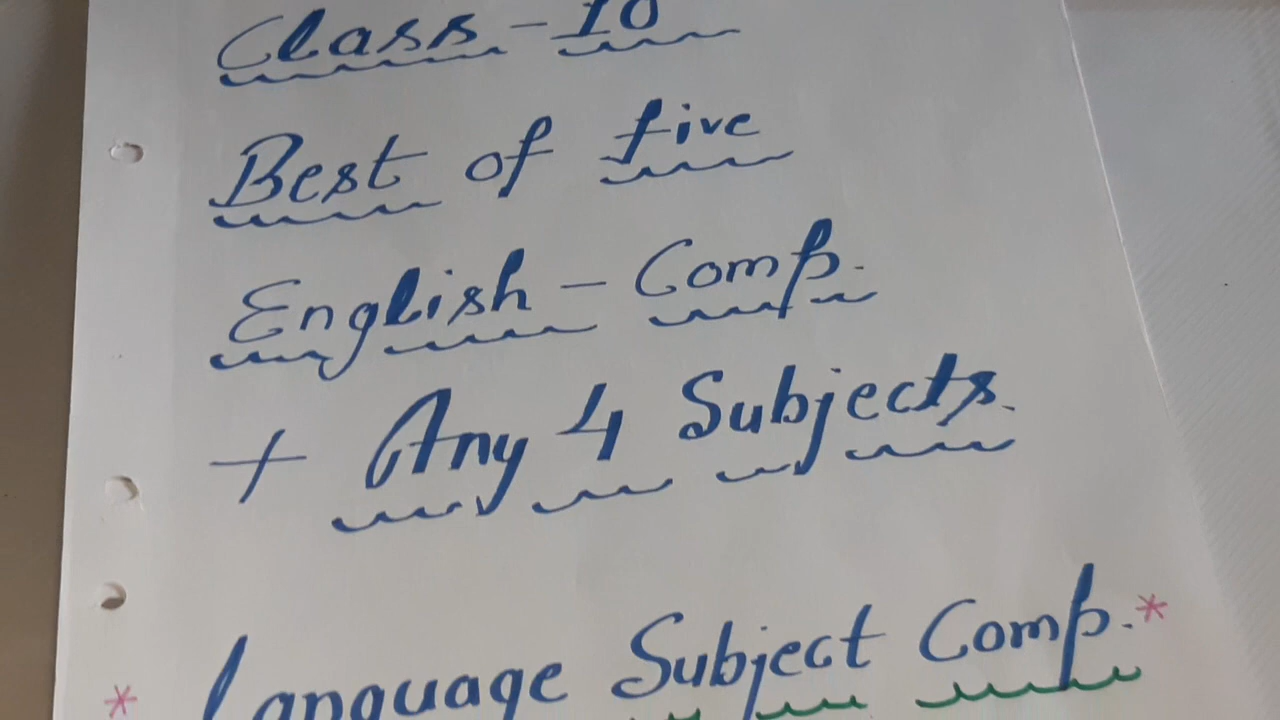 Class - 10
Best of five
English - Comp.
+ Any 4 Subjects.
* Language Subject Comp. *